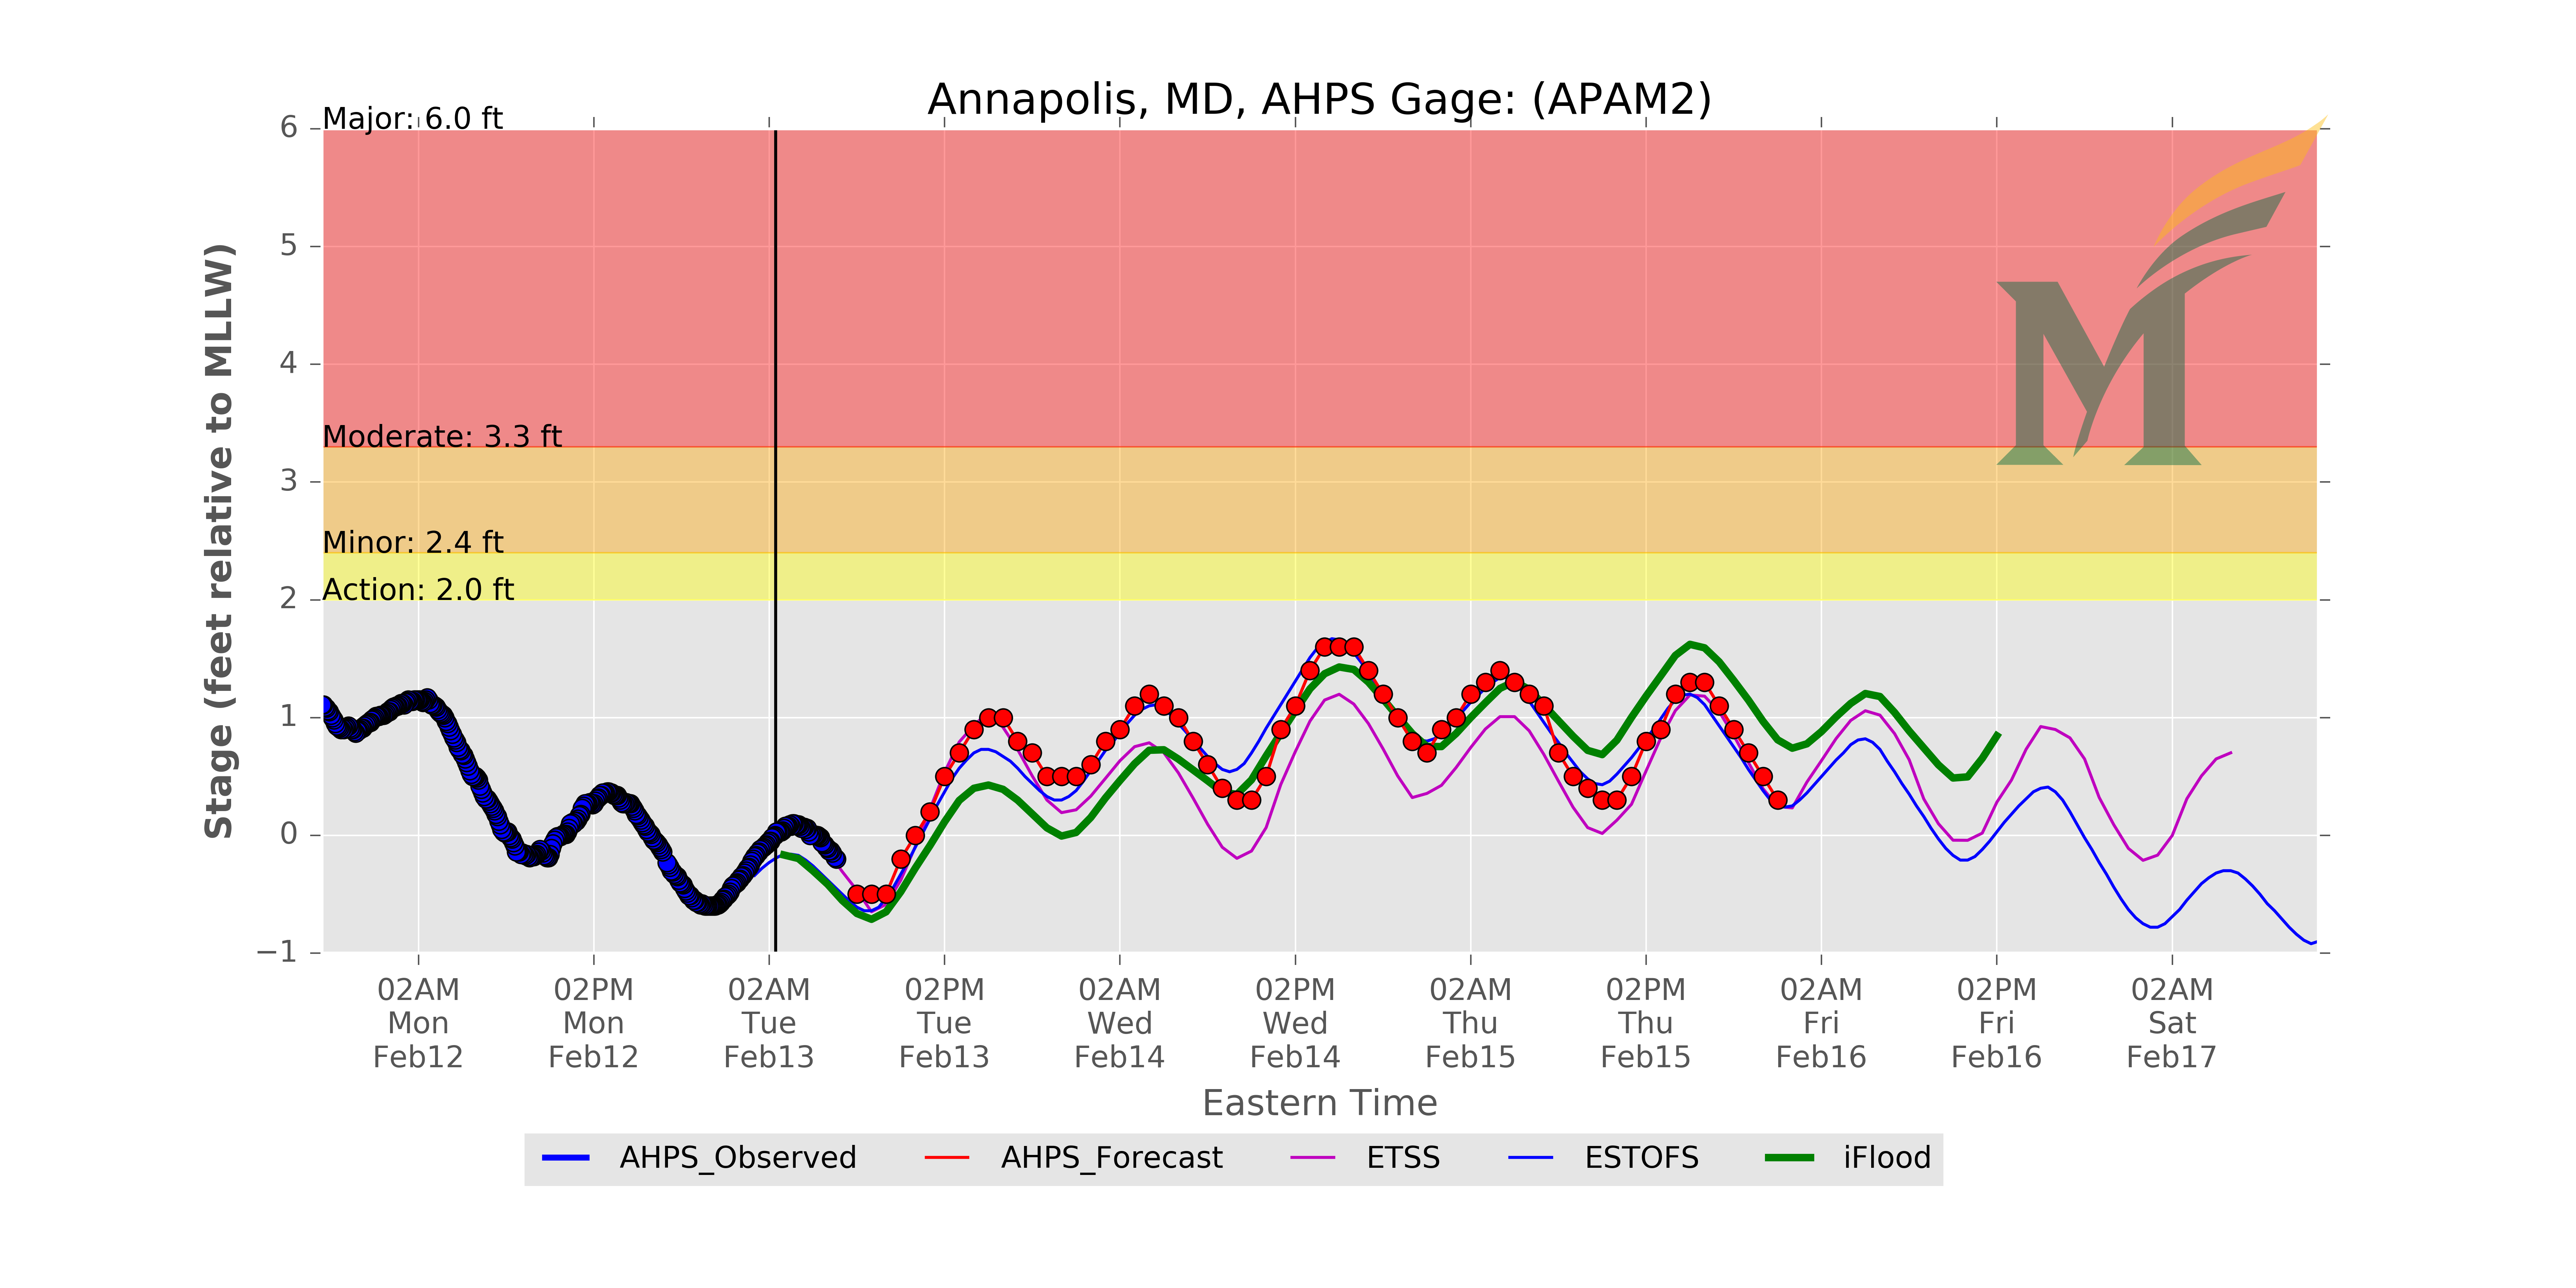 Annapolis, MD, AHPS Gage: (APAM2)
Major: 6.0 ft
Moderate: 3.3 ft
Minor: 2.4 ft
Action: 2.0 ft
6
5
4
3
2
1
0
−1
Stage (feet relative to MLLW)
02AM Mon Feb12
02PM Mon Feb12
02AM Tue Feb13
02PM Tue Feb13
02AM Wed Feb14
02PM Wed Feb14
02AM Thu Feb15
02PM Thu Feb15
02AM Fri Feb16
02PM Fri Feb16
02AM Sat Feb17
Eastern Time
AHPS_Observed AHPS_Forecast ETSS ESTOFS iFlood
M